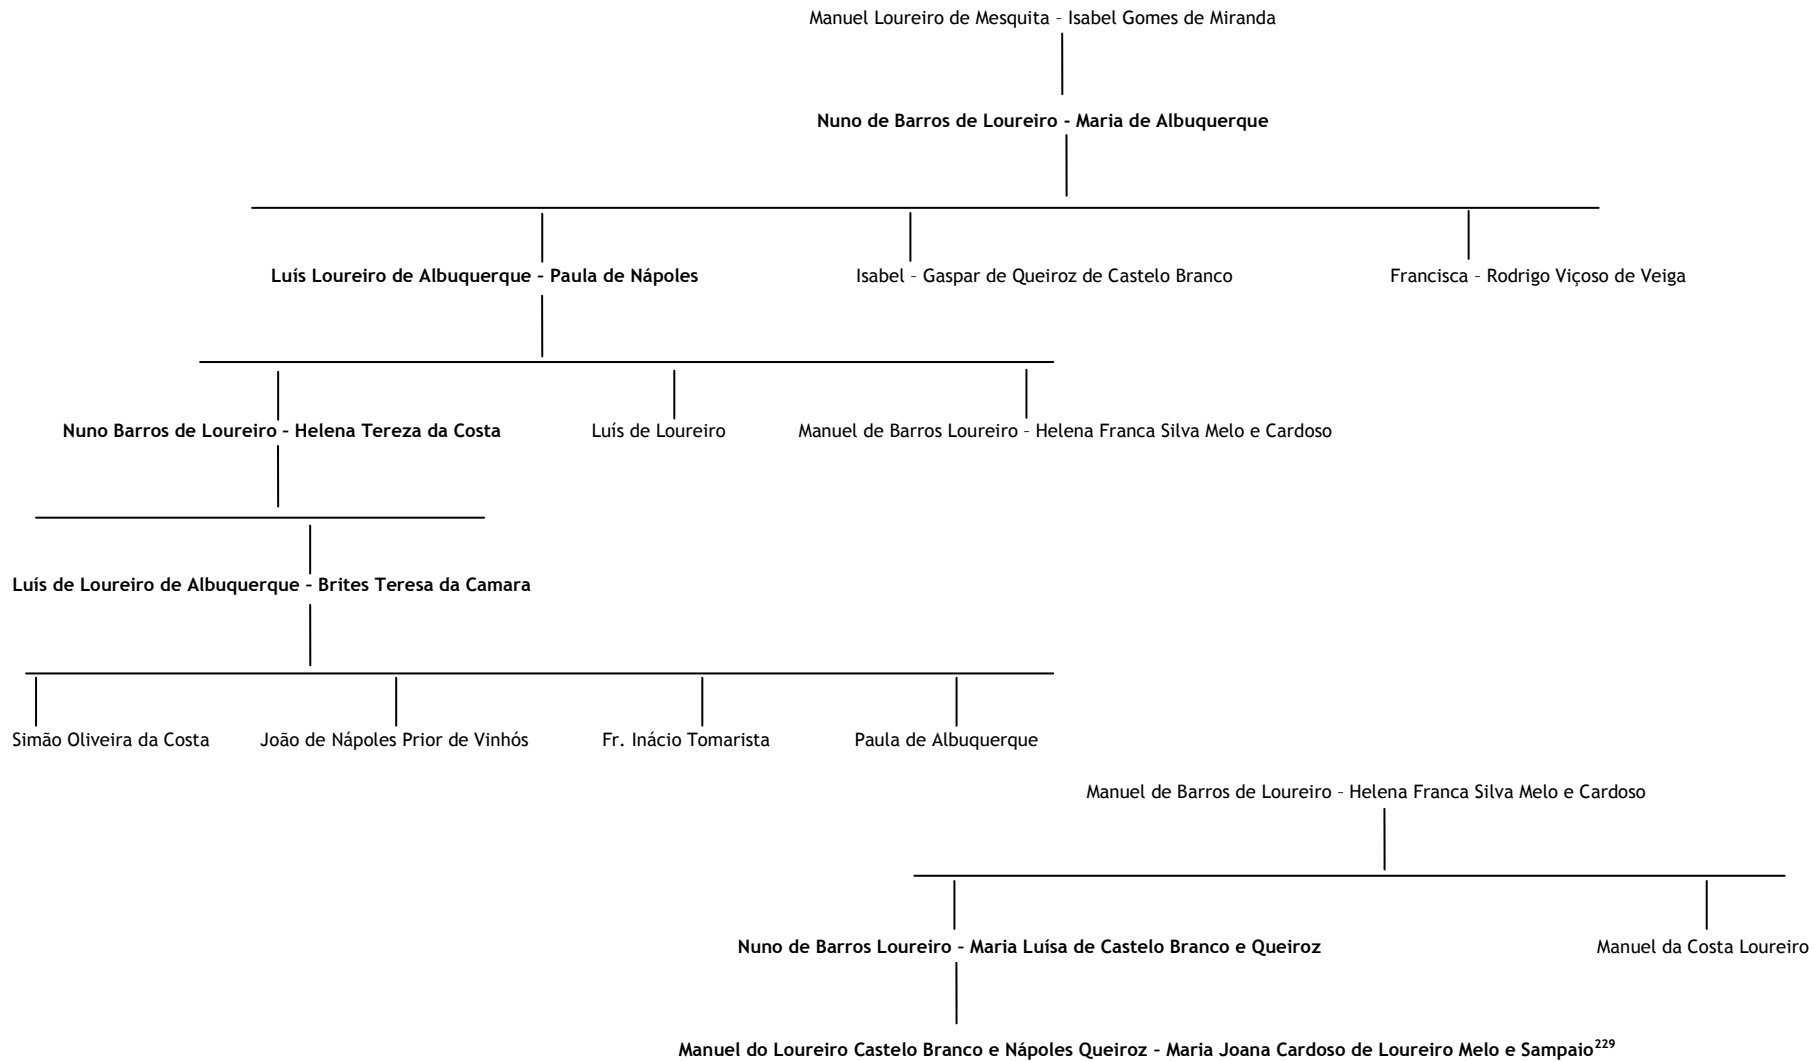 Manuel Loureiro de Mesquita – Isabel Gomes de Miranda
Nuno de Barros de Loureiro - Maria de Albuquerque
Luís Loureiro de Albuquerque – Paula de Nápoles
Isabel – Gaspar de Queiroz de Castelo Branco
Francisca – Rodrigo Viçoso de Veiga
Nuno Barros de Loureiro – Helena Tereza da Costa
Luís de Loureiro
Manuel de Barros Loureiro – Helena Franca Silva Melo e Cardoso
Luís de Loureiro de Albuquerque – Brites Teresa da Camara
Simão Oliveira da Costa
João de Nápoles Prior de Vinhós
Fr. Inácio Tomarista
Paula de Albuquerque
Manuel de Barros de Loureiro – Helena Franca Silva Melo e Cardoso
Nuno de Barros Loureiro – Maria Luísa de Castelo Branco e Queiroz
Manuel da Costa Loureiro
Manuel do Loureiro Castelo Branco e Nápoles Queiroz – Maria Joana Cardoso de Loureiro Melo e Sampaio229